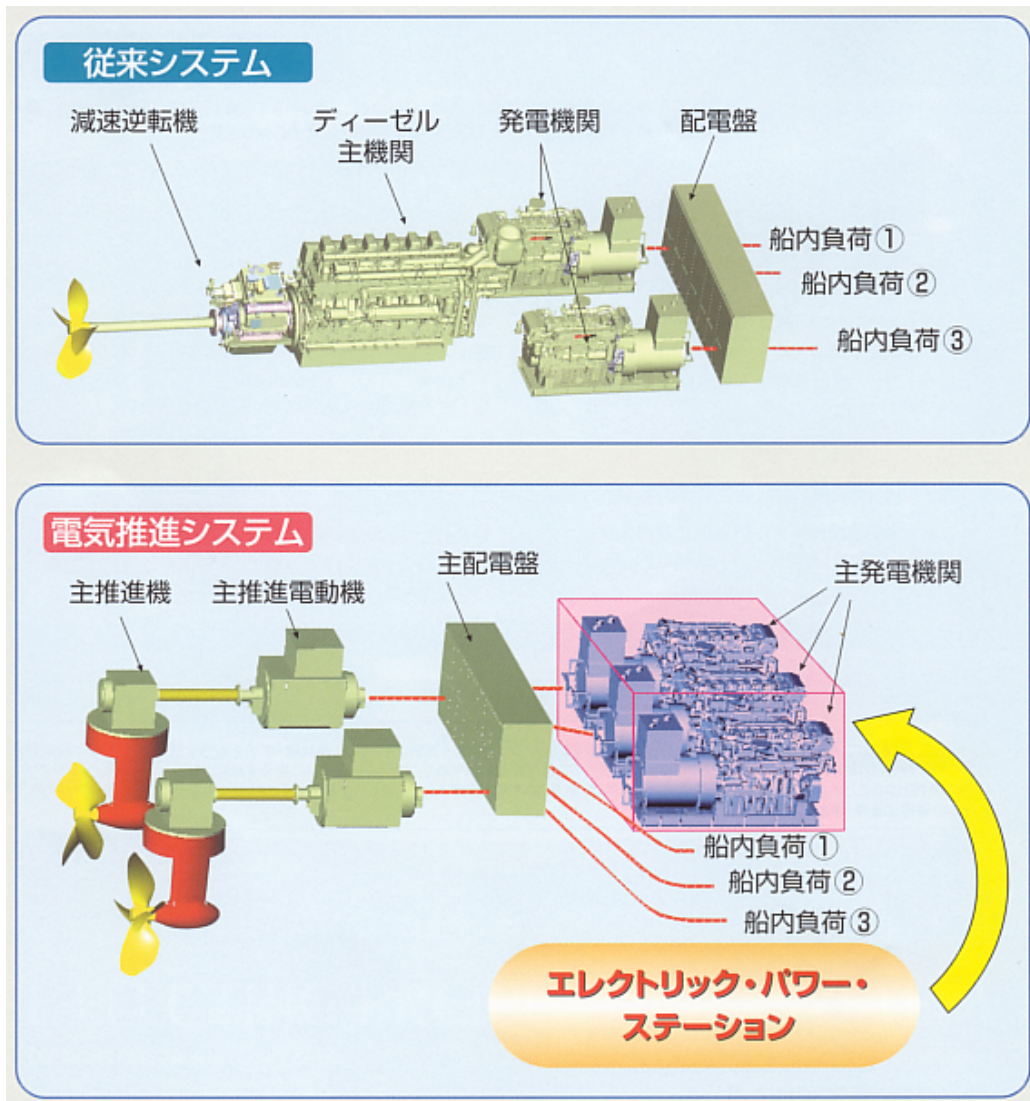 従来システム
減速逆転機
ディーゼル
主機関
発電機関
配電盤
船内負荷①
船内負荷②
船内負荷③
電気推進システム
主推進機
主推進電動機
主配電盤
主発電機関
船内負荷①
船内負荷②
船内負荷③
エレクトリック・パワー・
ステーション